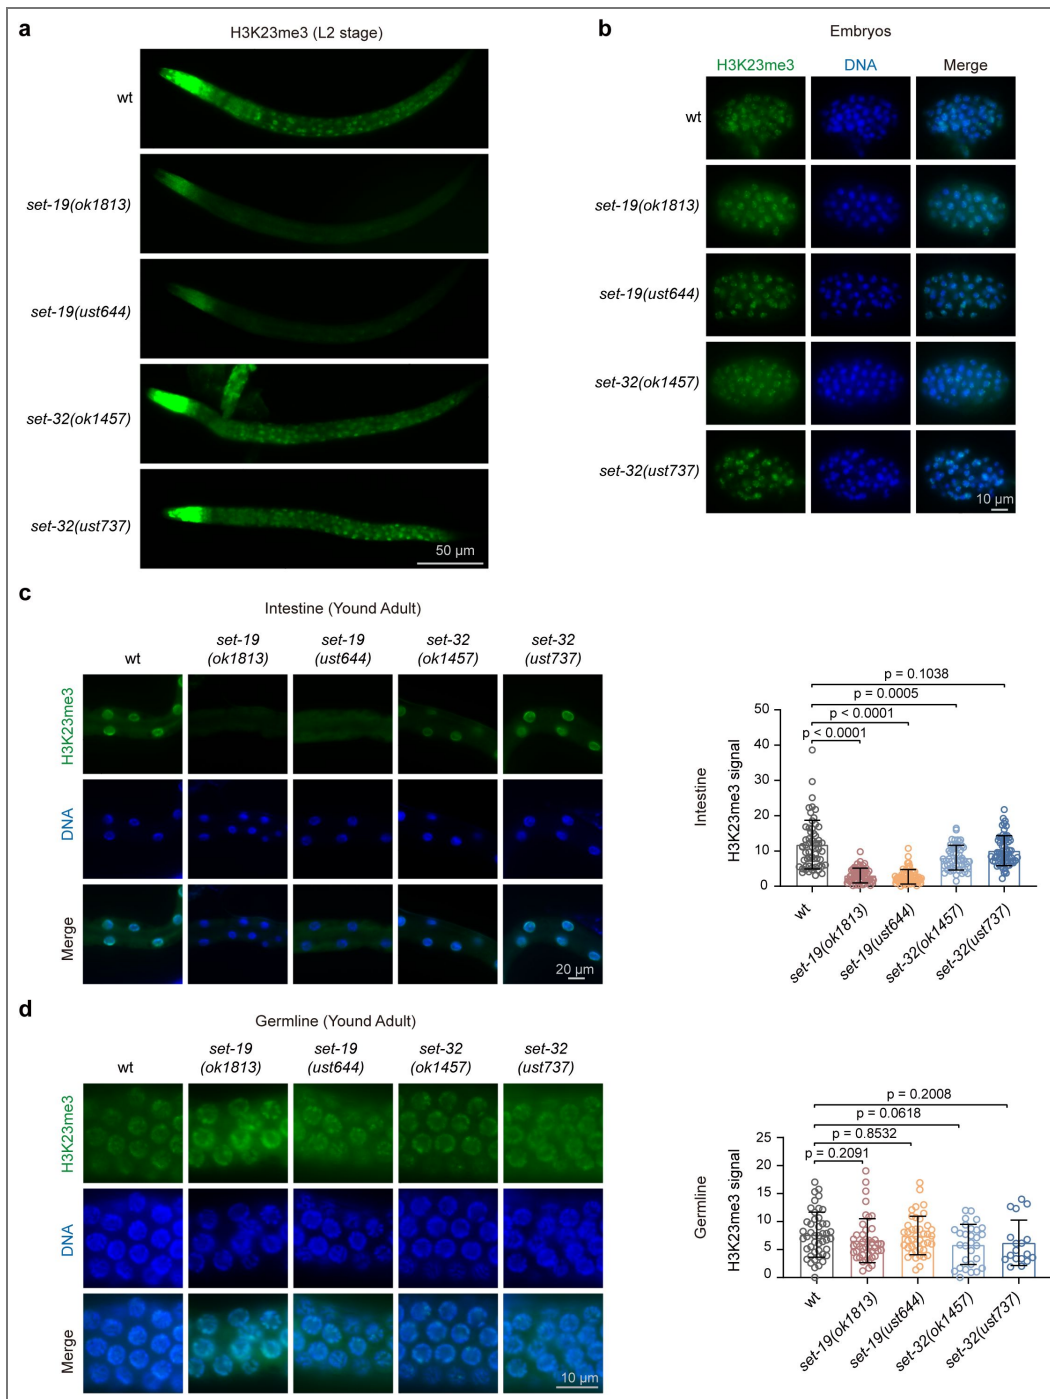 a
H3K23me3 (L2 stage)
wt
set-19(ok1813)
set-19(ust644)
set-32(ok1457)
set-32(ust737)
50 µm
b
Embryos
H3K23me3 DNA Merge
wt
set-19(ok1813)
set-19(ust644)
set-32(ok1457)
set-32(ust737)
10 µm
c
Intestine (Young Adult)
wt
set-19
(ok1813)
set-19
(ust644)
set-32
(ok1457)
set-32
(ust737)
H3K23me3
DNA
Merge
20 µm
p = 0.1038
p = 0.0005
p < 0.0001
p < 0.0001
Intestine
H3K23me3 signal
50
40
30
20
10
0
wt
set-19(ok1813)
set-19(ust644)
set-32(ok1457)
set-32(ust737)
d
Germline (Young Adult)
wt
set-19
(ok1813)
set-19
(ust644)
set-32
(ok1457)
set-32
(ust737)
H3K23me3
DNA
Merge
10 µm
p = 0.2008
p = 0.0618
p = 0.8532
p = 0.2091
Germline
H3K23me3 signal
25
20
15
10
5
0
wt
set-19(ok1813)
set-19(ust644)
set-32(ok1457)
set-32(ust737)